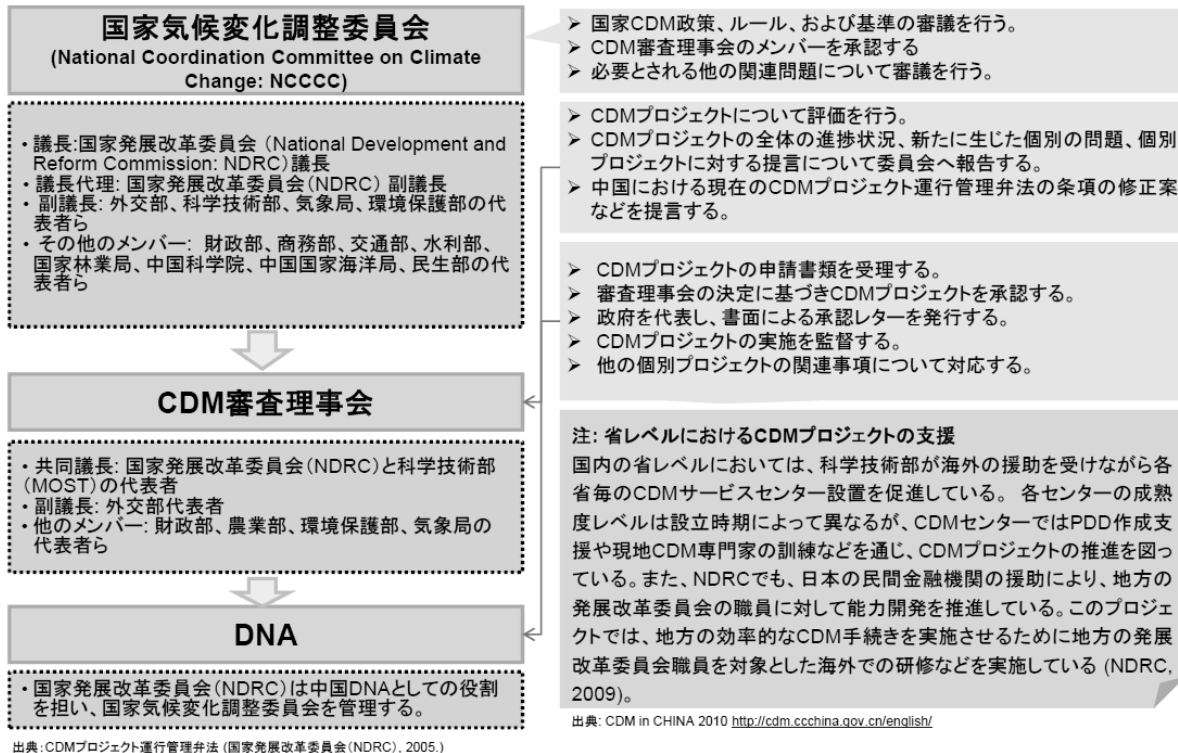 国家気候変化調整委員会
(National Coordination Committee on Climate
Change: NCCCC)
・議長:国家発展改革委員会 （National Development and
Reform Commission: NDRC）議長
・議長代理: 国家発展改革委員会（NDRC） 副議長
・副議長: 外交部、科学技術部、気象局、環境保護部の代
表者ら
・その他のメンバー: 財政部、商務部、交通部、水利部、
国家林業局、中国科学院、中国国家海洋局、民生部の代
表者ら
CDM審査理事会
・共同議長: 国家発展改革委員会（NDRC）と科学技術部
（MOST）の代表者
・副議長: 外交部代表者
・他のメンバー: 財政部、農業部、環境保護部、気象局の
代表者ら
DNA
・国家発展改革委員会（NDRC）は中国DNAとしての役割
を担い、国家気候変化調整委員会を管理する。
出典:CDMプロジェクト運行管理弁法 (国家発展改革委員会(NDRC), 2005.)
➢ 国家CDM政策、ルール、および基準の審議を行う。
➢ CDM審査理事会のメンバーを承認する
➢ 必要とされる他の関連問題について審議を行う。
➢ CDMプロジェクトについて評価を行う。
➢ CDMプロジェクトの全体の進捗状況、新たに生じた個別の問題、個別
プロジェクトに対する提言について委員会へ報告する。
➢ 中国における現在のCDMプロジェクト運行管理弁法の条項の修正案
などを提言する。
➢ CDMプロジェクトの申請書類を受理する。
➢ 審査理事会の決定に基づきCDMプロジェクトを承認する。
➢ 政府を代表し、書面による承認レターを発行する。
➢ CDMプロジェクトの実施を監督する。
➢ 他の個別プロジェクトの関連事項について対応する。
注: 省レベルにおけるCDMプロジェクトの支援
国内の省レベルにおいては、科学技術部が海外の援助を受けながら各
省毎のCDMサービスセンター設置を促進している。 各センターの成熟
度レベルは設立時期によって異なるが、CDMセンターではPDD作成支
援や現地CDM専門家の訓練などを通じ、CDMプロジェクトの推進を図っ
ている。また、NDRCでも、日本の民間金融機関の援助により、地方の
発展改革委員会の職員に対して能力開発を推進している。このプロジェ
クトでは、地方の効率的なCDM手続きを実施させるために地方の発展
改革委員会職員を対象とした海外での研修などを実施している (NDRC,
2009)。
出典: CDM in CHINA 2010 http://cdm.ccchina.gov.cn/english/